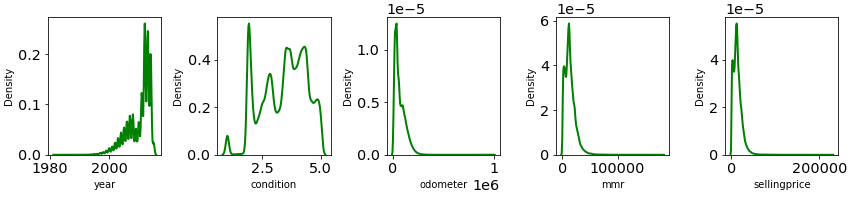 Density
0.2
0.1
0.0
1980 2000
year
Density
0.4
0.2
0.0
2.5 5.0
condition
1e−5
Density
1.0
0.5
0.0
0 1
1e6
odometer
1e−5
Density
6
4
2
0
0 100000
mmr
1e−5
Density
4
2
0
0 200000
sellingprice